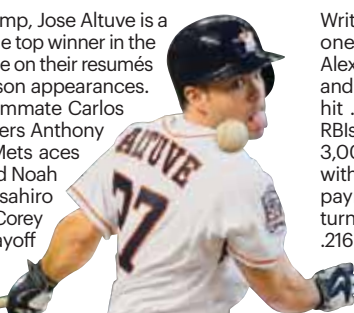 mp, Jose Altuve is a
e top winner in the
e on their resumés
son appearances.
mmate Carlos
ers Anthony
Mets aces
d Noah
sahiro
Corey
ayoff
ALTUVE
27
Writ
one
Alex
and
hit .
RBIs
3,00
with
pay
turn
.216